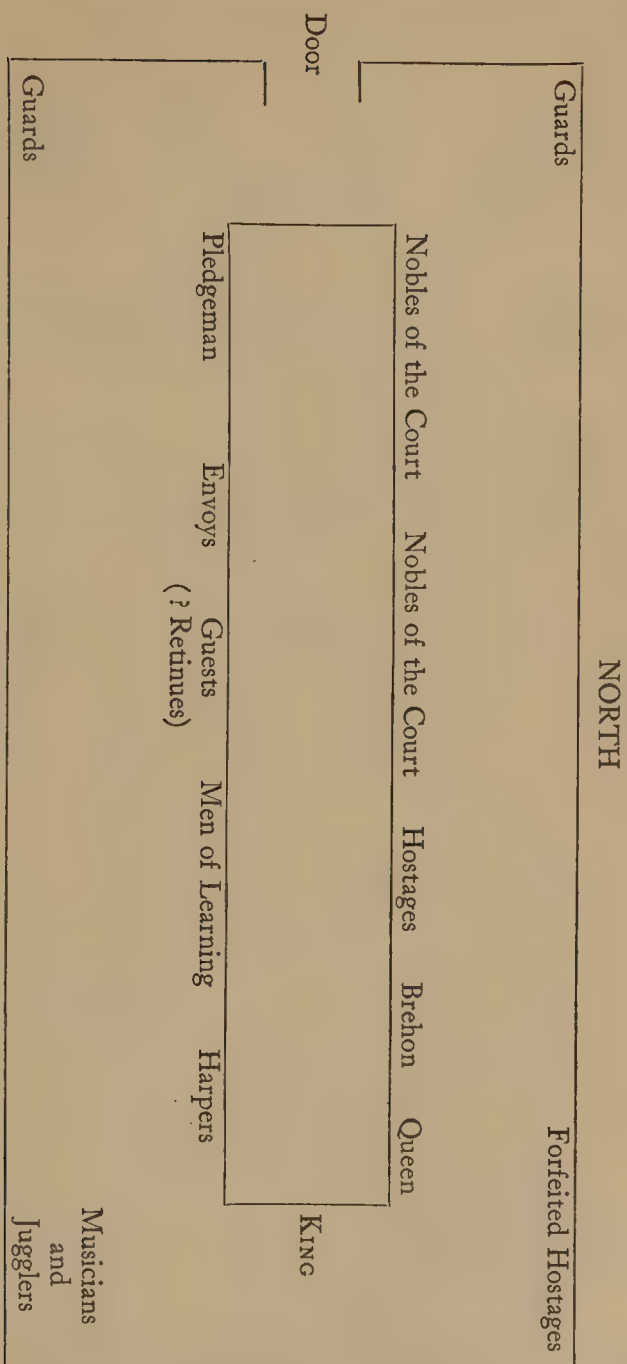 NORTH
Guards
Forfeited Hostages
Nobles of the Court
Nobles of the Court
Hostages
Brehon
Queen
Door
KING
Pledgeman
Envoys
Guests
(? Retinues)
Men of Learning
Harpers
Guards
Musicians
and
Jugglers